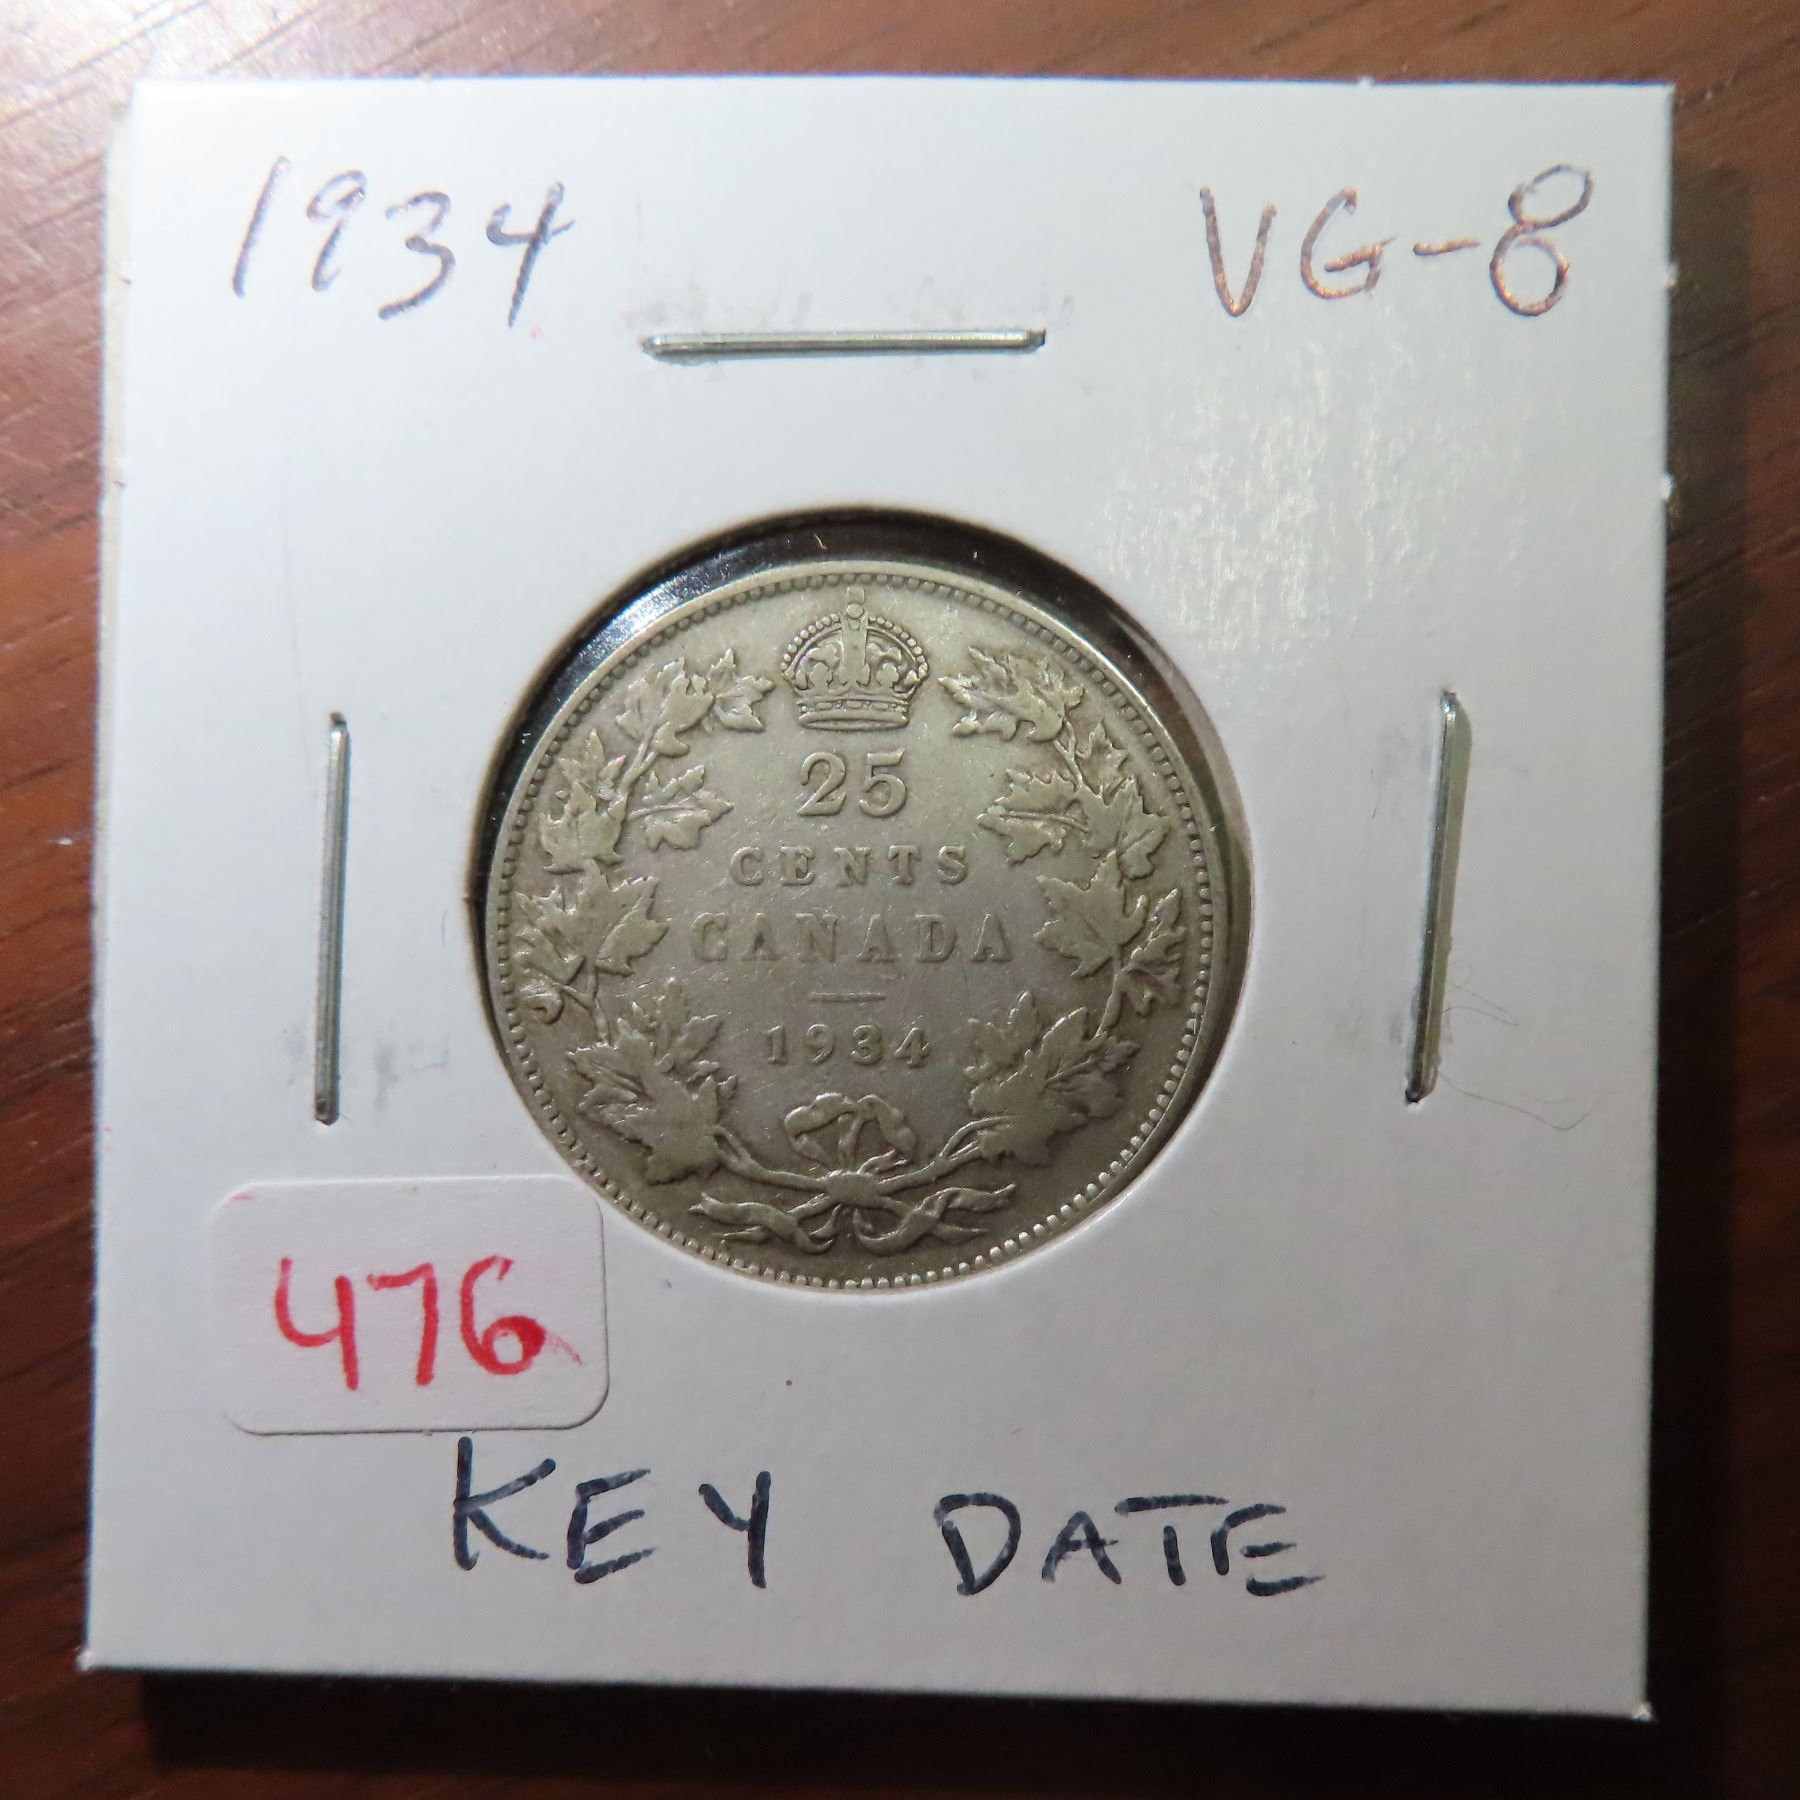 1934 VG-8
25
CENTS
CANADA
1934
476
KEY DATE